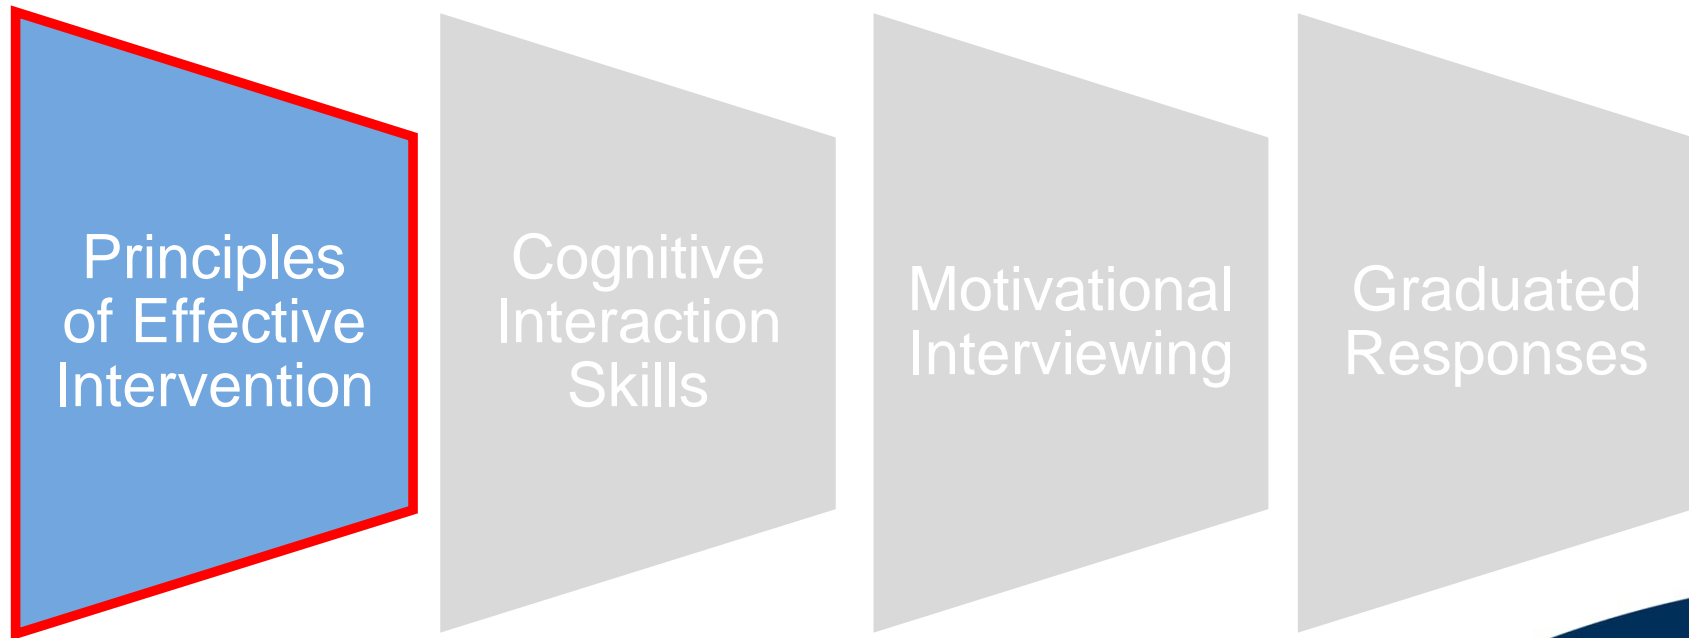 Principles
of Effective
Intervention
Cognitive
Interaction
Skills
Motivational
Interviewing
Graduated
Responses